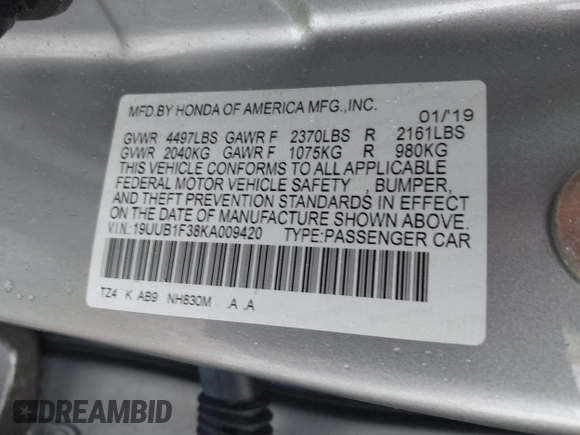 MFD.BY HONDA OF AMERICA MFG.,INC. 01/19
GVWR 4497LBS GAWR F 2370LBS R 2161LBS
GVWR 2040KG GAWR F 1075KG R 980KG
THIS VEHICLE CONFORMS TO ALL APPLICABLE
FEDERAL MOTOR VEHICLE SAFETY , BUMPER,
AND THEFT PREVENTION STANDARDS IN EFFECT
ON THE DATE OF MANUFACTURE SHOWN ABOVE.
V.I.N.:19UUB1F38KA009420 TYPE:PASSENGER CAR
TZ4 K AB9 NH830M .A .A
DREAMBID